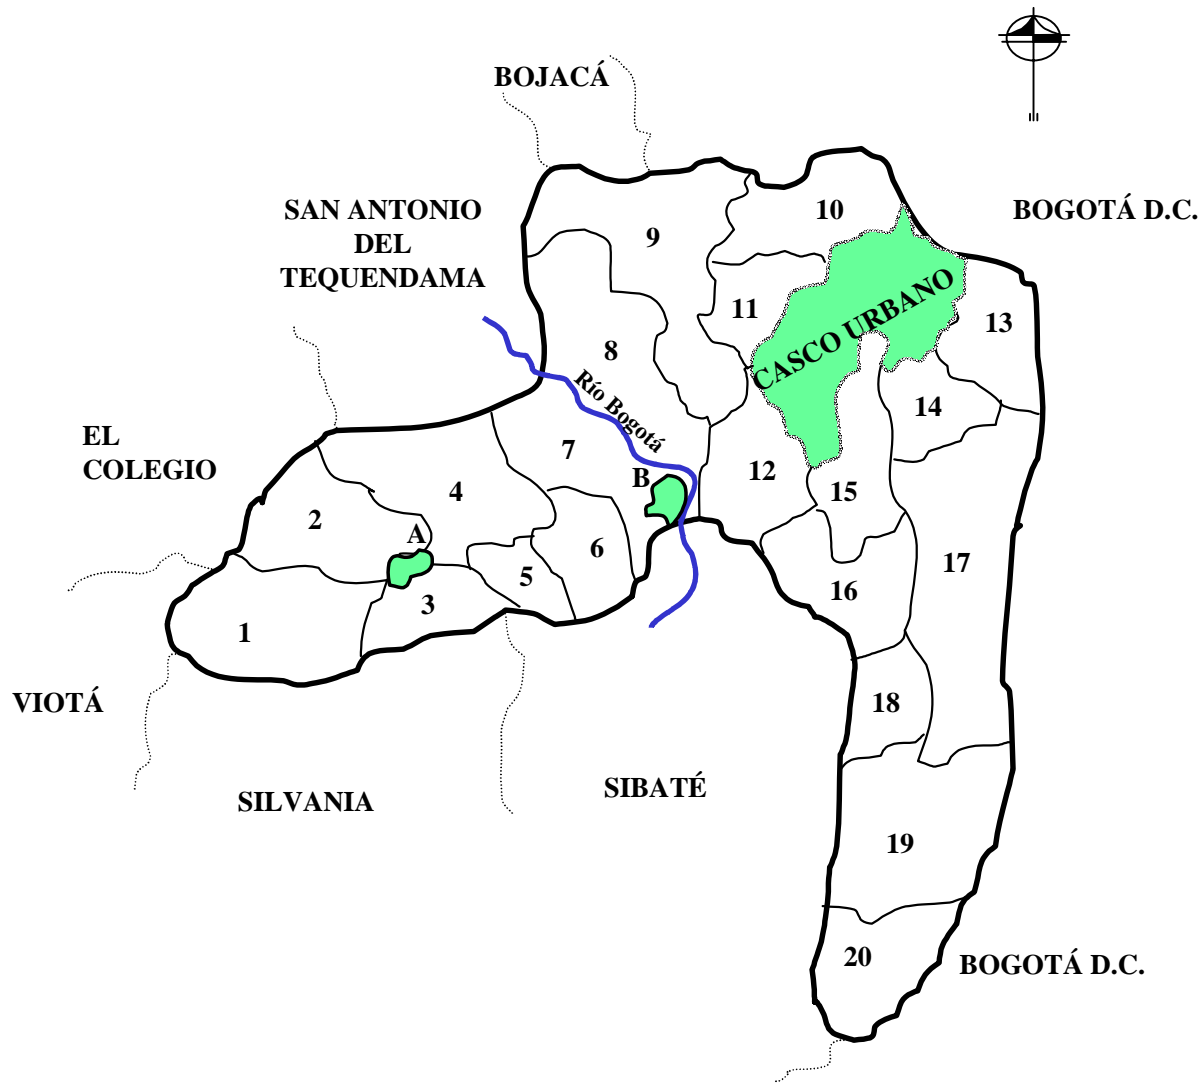 BOJACÁ
SAN ANTONIO
DEL
TEQUENDAMA
BOGOTÁ D.C.
10
9
11
13
CASCO URBANO
8
Río Bogotá
14
EL
COLEGIO
7
12
B
15
4
2
A
6
5
16
17
3
1
VIOTÁ
18
SILVANIA
SIBATÉ
19
20
BOGOTÁ D.C.